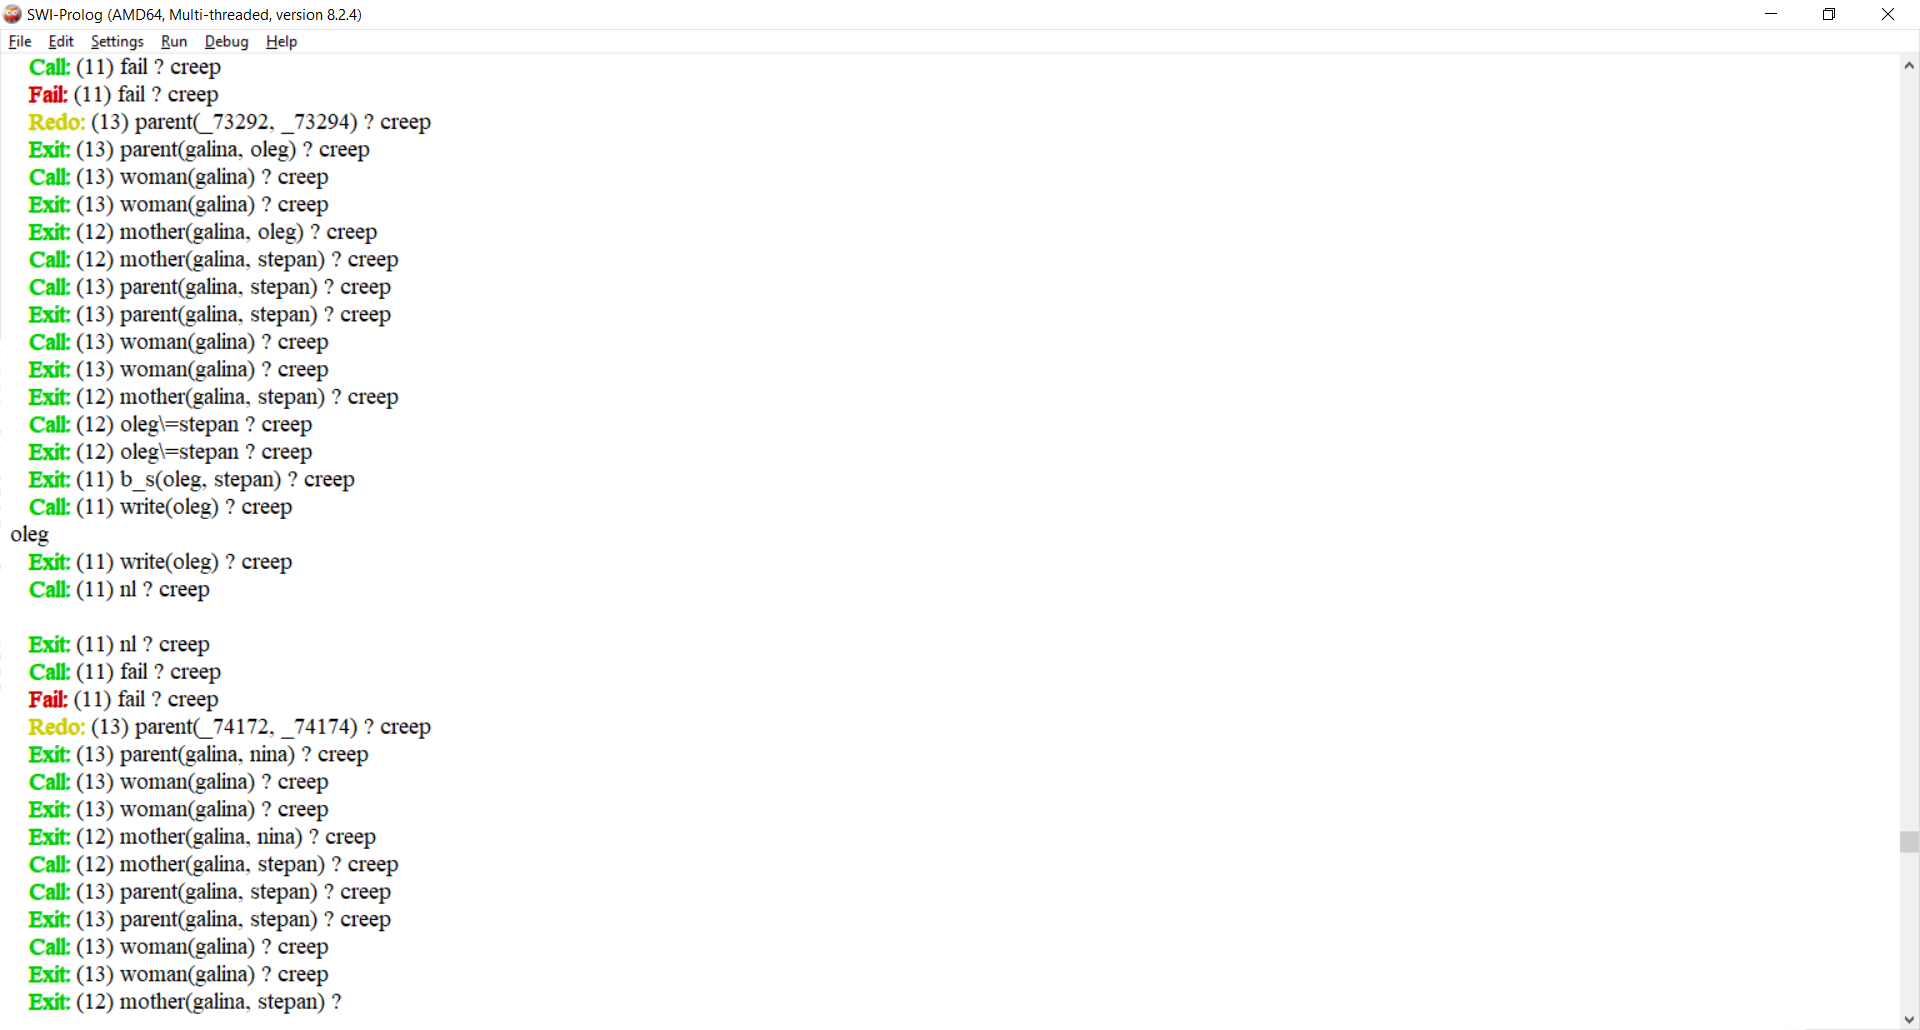 SWI-Prolog (AMD64, Multi-threaded, version 8.2.4)
File Edit Settings Run Debug Help
Call: (11) fail ? creep
Fail: (11) fail ? creep
Redo: (13) parent(_73292, _73294) ? creep
Exit: (13) parent(galina, oleg) ? creep
Call: (13) woman(galina) ? creep
Exit: (13) woman(galina) ? creep
Exit: (12) mother(galina, oleg) ? creep
Call: (12) mother(galina, stepan) ? creep
Call: (13) parent(galina, stepan) ? creep
Exit: (13) parent(galina, stepan) ? creep
Call: (13) woman(galina) ? creep
Exit: (13) woman(galina) ? creep
Exit: (12) mother(galina, stepan) ? creep
Call: (12) oleg\=stepan ? creep
Exit: (12) oleg\=stepan ? creep
Exit: (11) b_s(oleg, stepan) ? creep
Call: (11) write(oleg) ? creep
oleg
Exit: (11) write(oleg) ? creep
Call: (11) nl ? creep
Exit: (11) nl ? creep
Call: (11) fail ? creep
Fail: (11) fail ? creep
Redo: (13) parent(_74172, _74174) ? creep
Exit: (13) parent(galina, nina) ? creep
Call: (13) woman(galina) ? creep
Exit: (13) woman(galina) ? creep
Exit: (12) mother(galina, nina) ? creep
Call: (12) mother(galina, stepan) ? creep
Call: (13) parent(galina, stepan) ? creep
Exit: (13) parent(galina, stepan) ? creep
Call: (13) woman(galina) ? creep
Exit: (13) woman(galina) ? creep
Exit: (12) mother(galina, stepan) ?